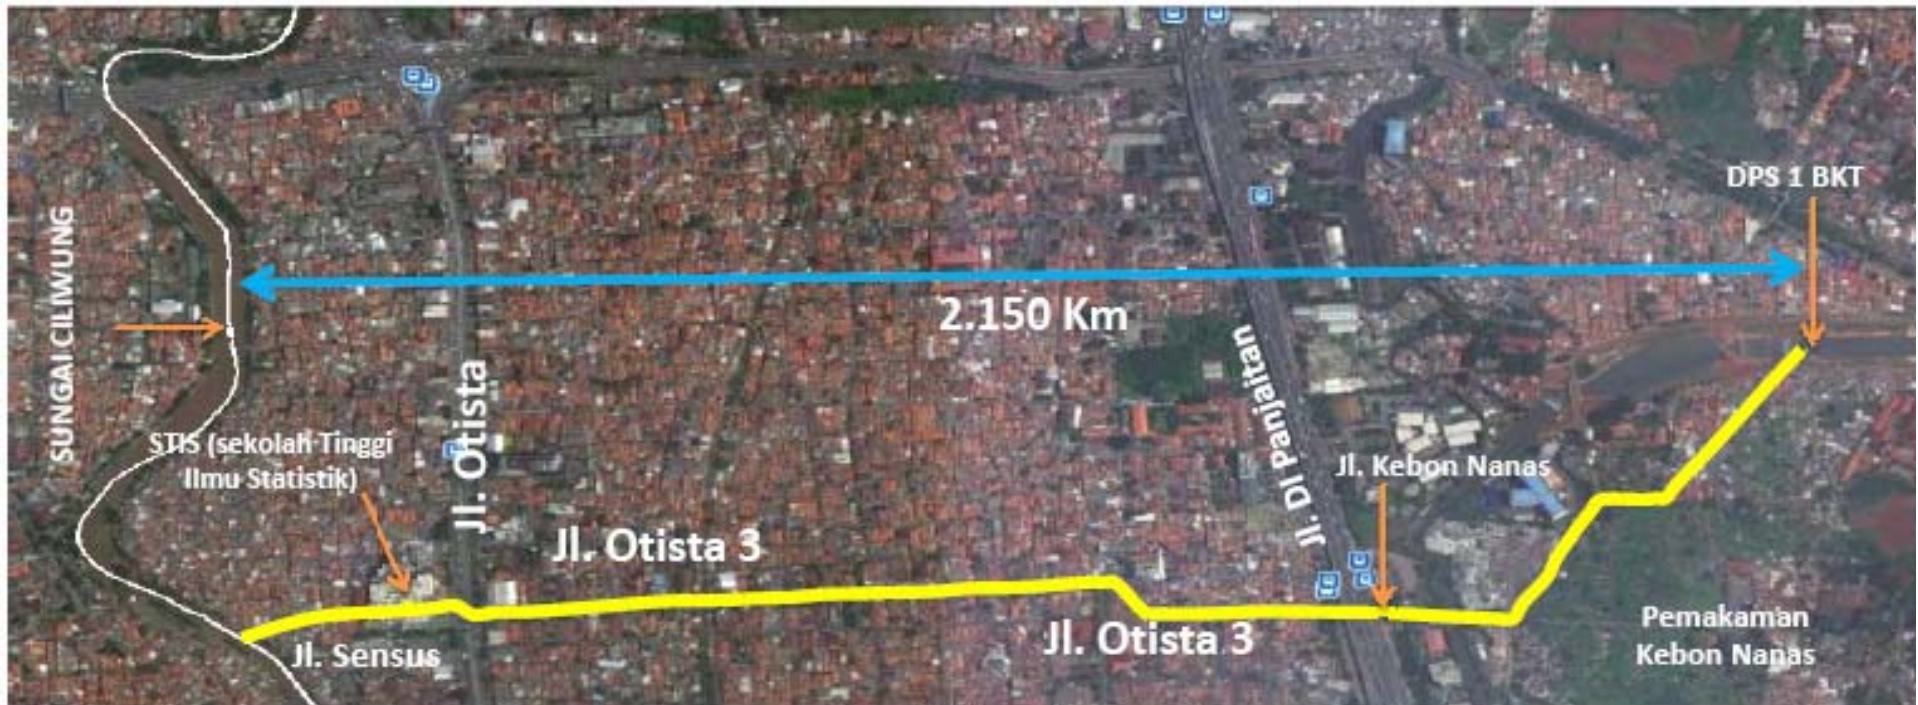 DPS 1 BKT
2.150 Km
SUNGAI CILIWUNG
Jl. Otista
Jl. DI Panjaitan
STIS (sekolah Tinggi
Ilmu Statistik)
Jl. Kebon Nanas
Jl. Otista 3
Jl. Otista 3
Jl. Sensus
Pemakaman
Kebon Nanas